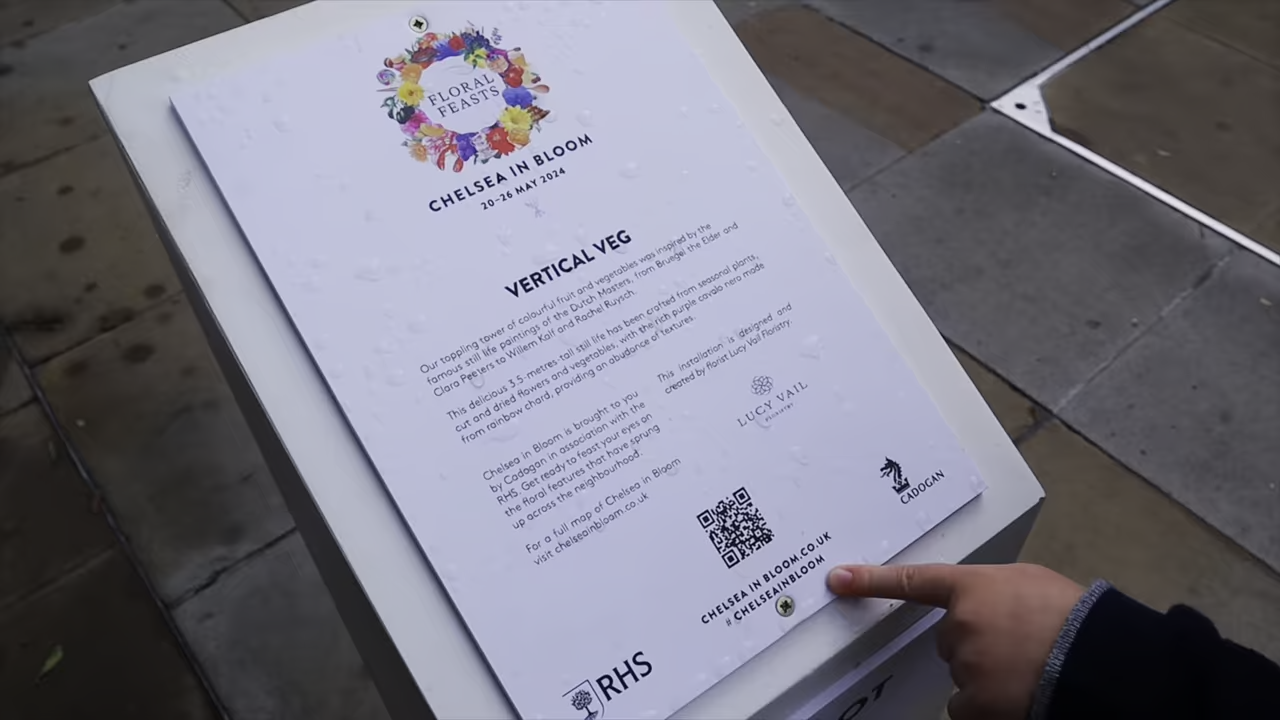 FLORAL
FEASTS
CHELSEA IN BLOOM
20-26 MAY 2024
VERTICAL VEG
Our toppling tower of colourful fruit and vegetables was inspired by the
famous still life paintings of the Dutch Masters, from Bruegel the Elder and
Clara Peeters to Willem Kalf and Rachel Ruysch.
This delicious 3.5-metres-tall still life has been crafted from seasonal plants,
cut and dried flowers and vegetables, with the rich purple cavalo nero made
from rainbow chard, providing an abudance of textures.
Chelsea in Bloom is brought to you
by Cadogan in association with the
RHS. Get ready to feast your eyes on
the floral features that have sprung
up across the neighbourhood.
For a full map of Chelsea in Bloom
visit chelseainbloom.co.uk
This installation is designed and
created by florist Lucy Vail Floristry.
LUCY VAIL
FLORISTRY
CADOGAN
CHELSEA IN BLOOM.CO.UK
# CHELSEAINBLOOM
RHS
OT